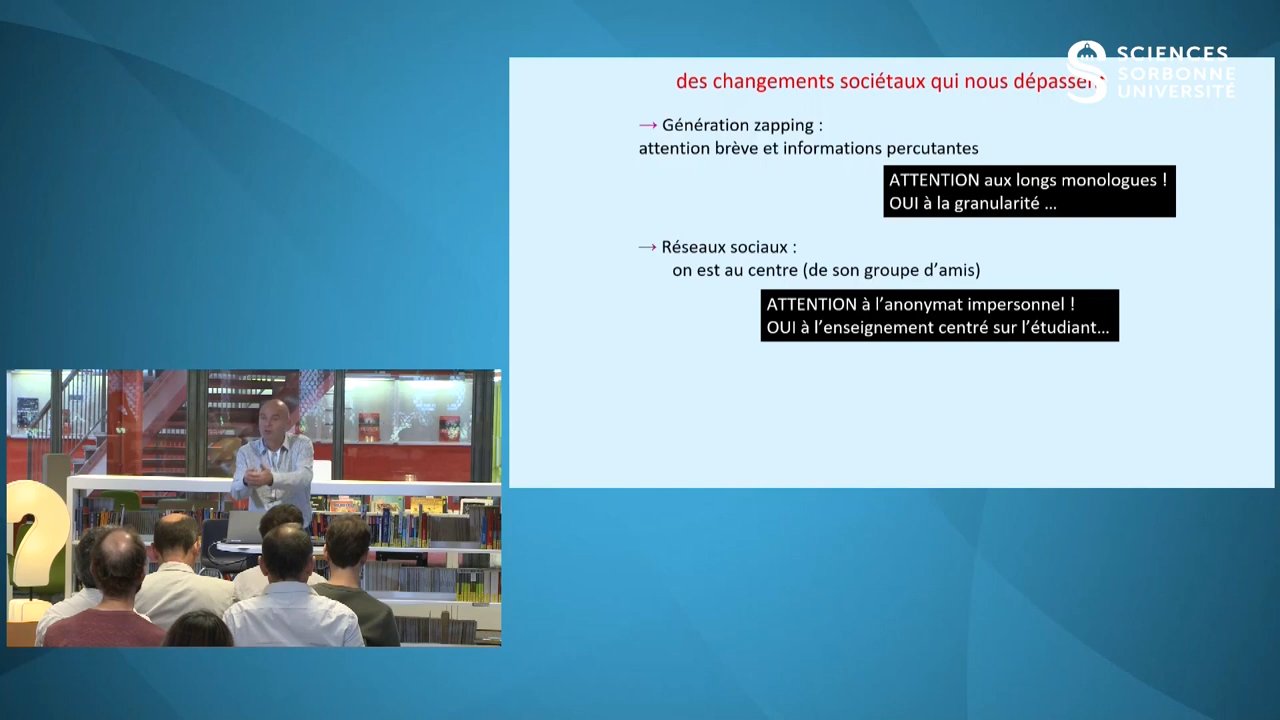 SCIENCES
SORBONNE
UNIVERSITÉ
des changements sociétaux qui nous dépassent
→ Génération zapping :
attention brève et informations percutantes
ATTENTION aux longs monologues !
OUI à la granularité ...
→ Réseaux sociaux :
on est au centre (de son groupe d'amis)
ATTENTION à l'anonymat impersonnel !
OUI à l'enseignement centré sur l'étudiant...
?